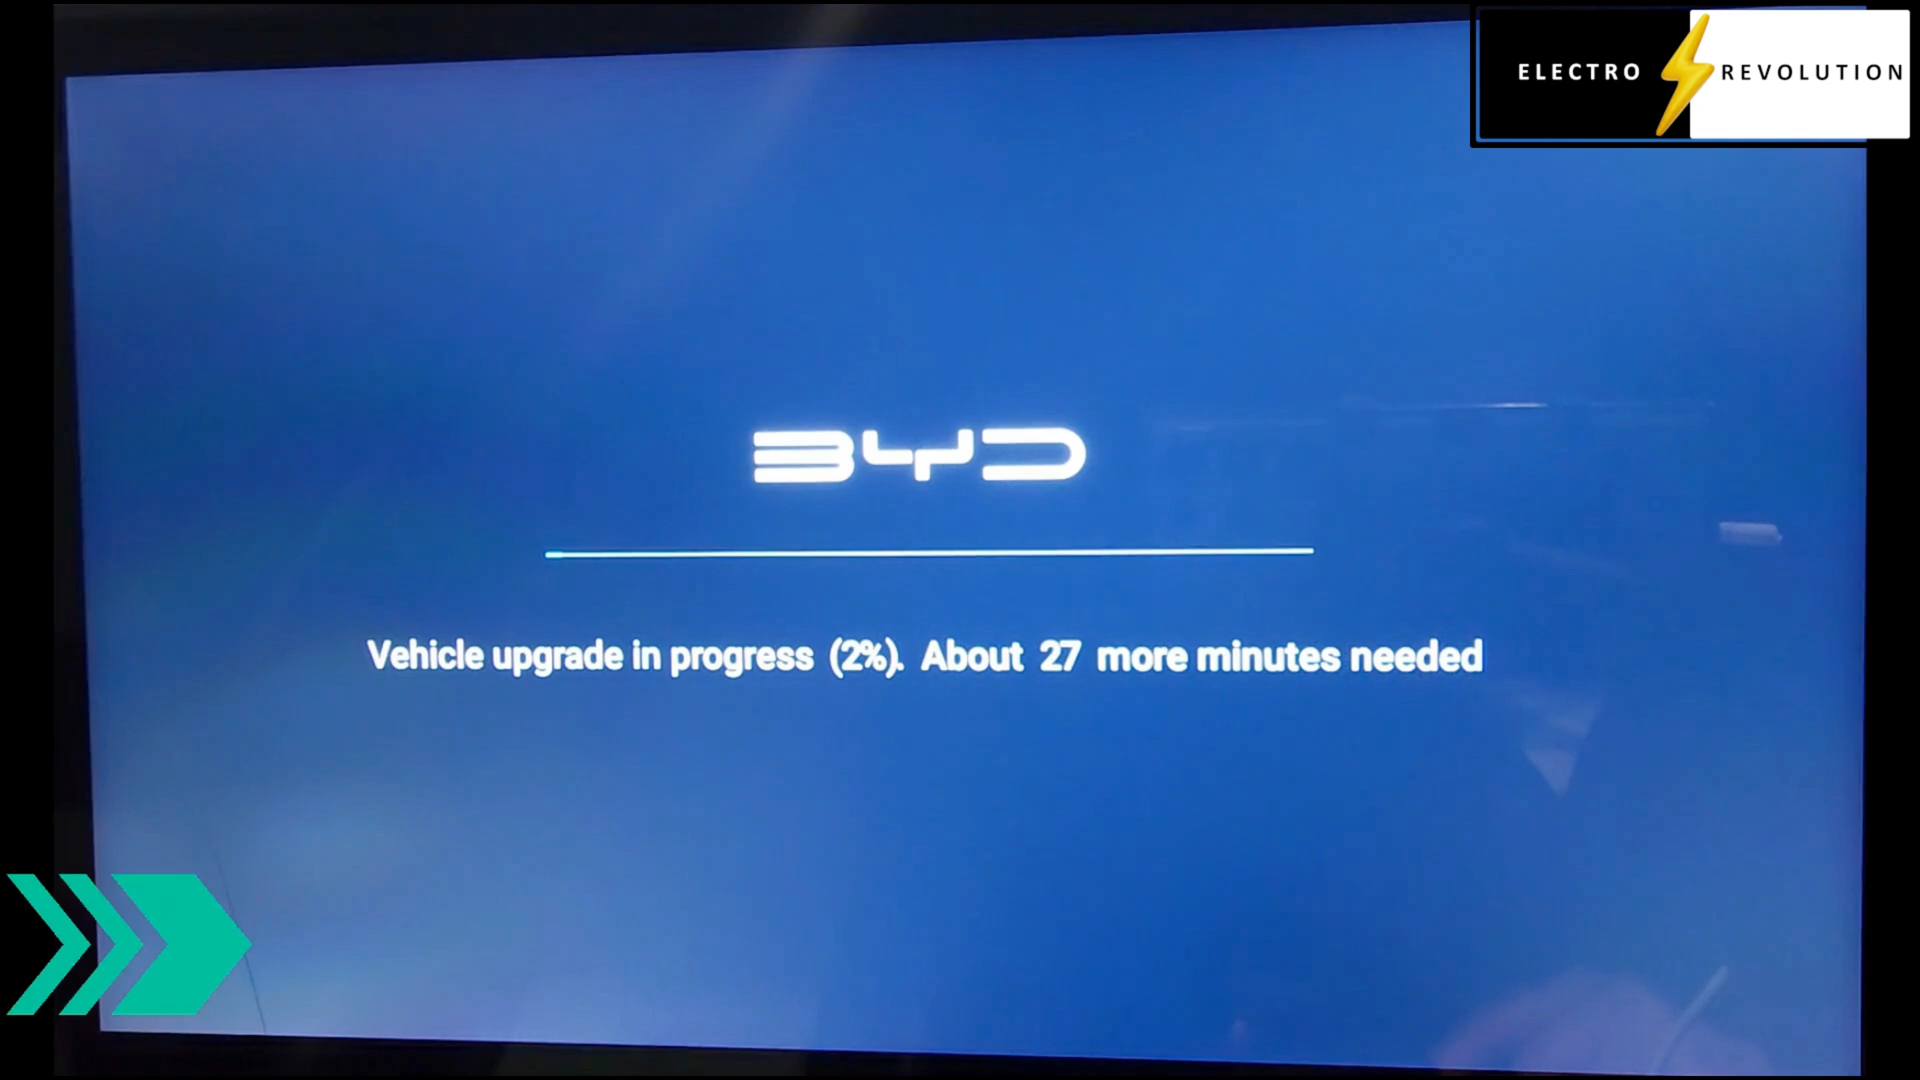 ELECTRO REVOLUTION
BYD
Vehicle upgrade in progress (2%). About 27 more minutes needed